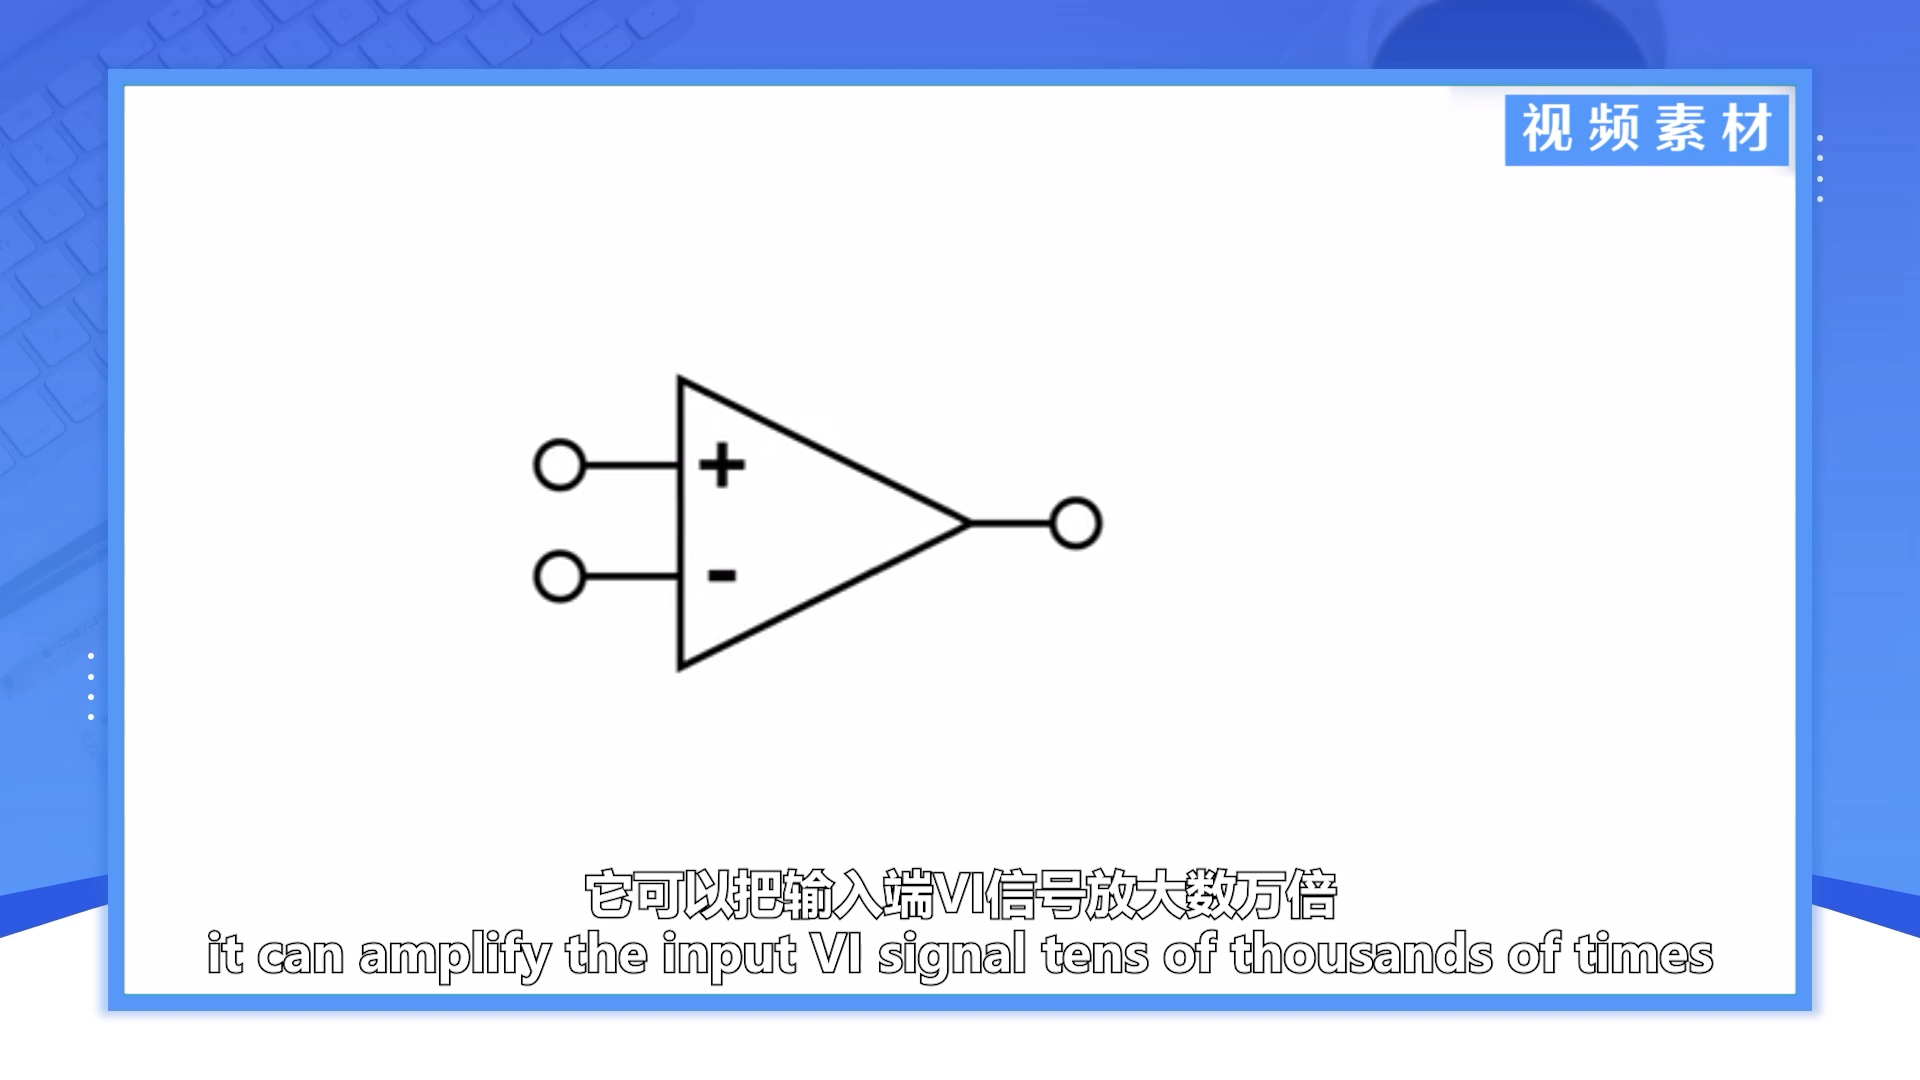 视频素材
+
-
它可以把输入端VI信号放大数万倍
it can amplify the input VI signal tens of thousands of times